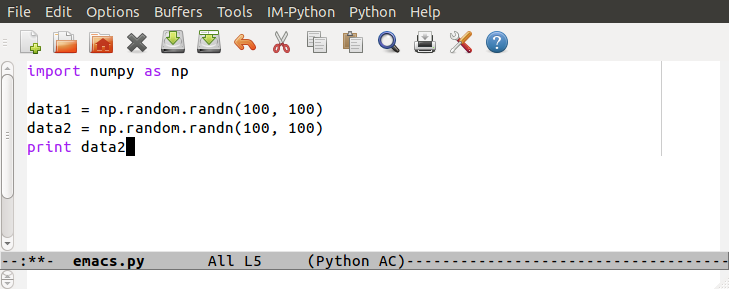 File Edit Options Buffers Tools IM-Python Python Help
import numpy as np
data1 = np.random.randn(100, 100)
data2 = np.random.randn(100, 100)
print data2
--:**-  emacs.py       All L5     (Python AC)------------------------------------